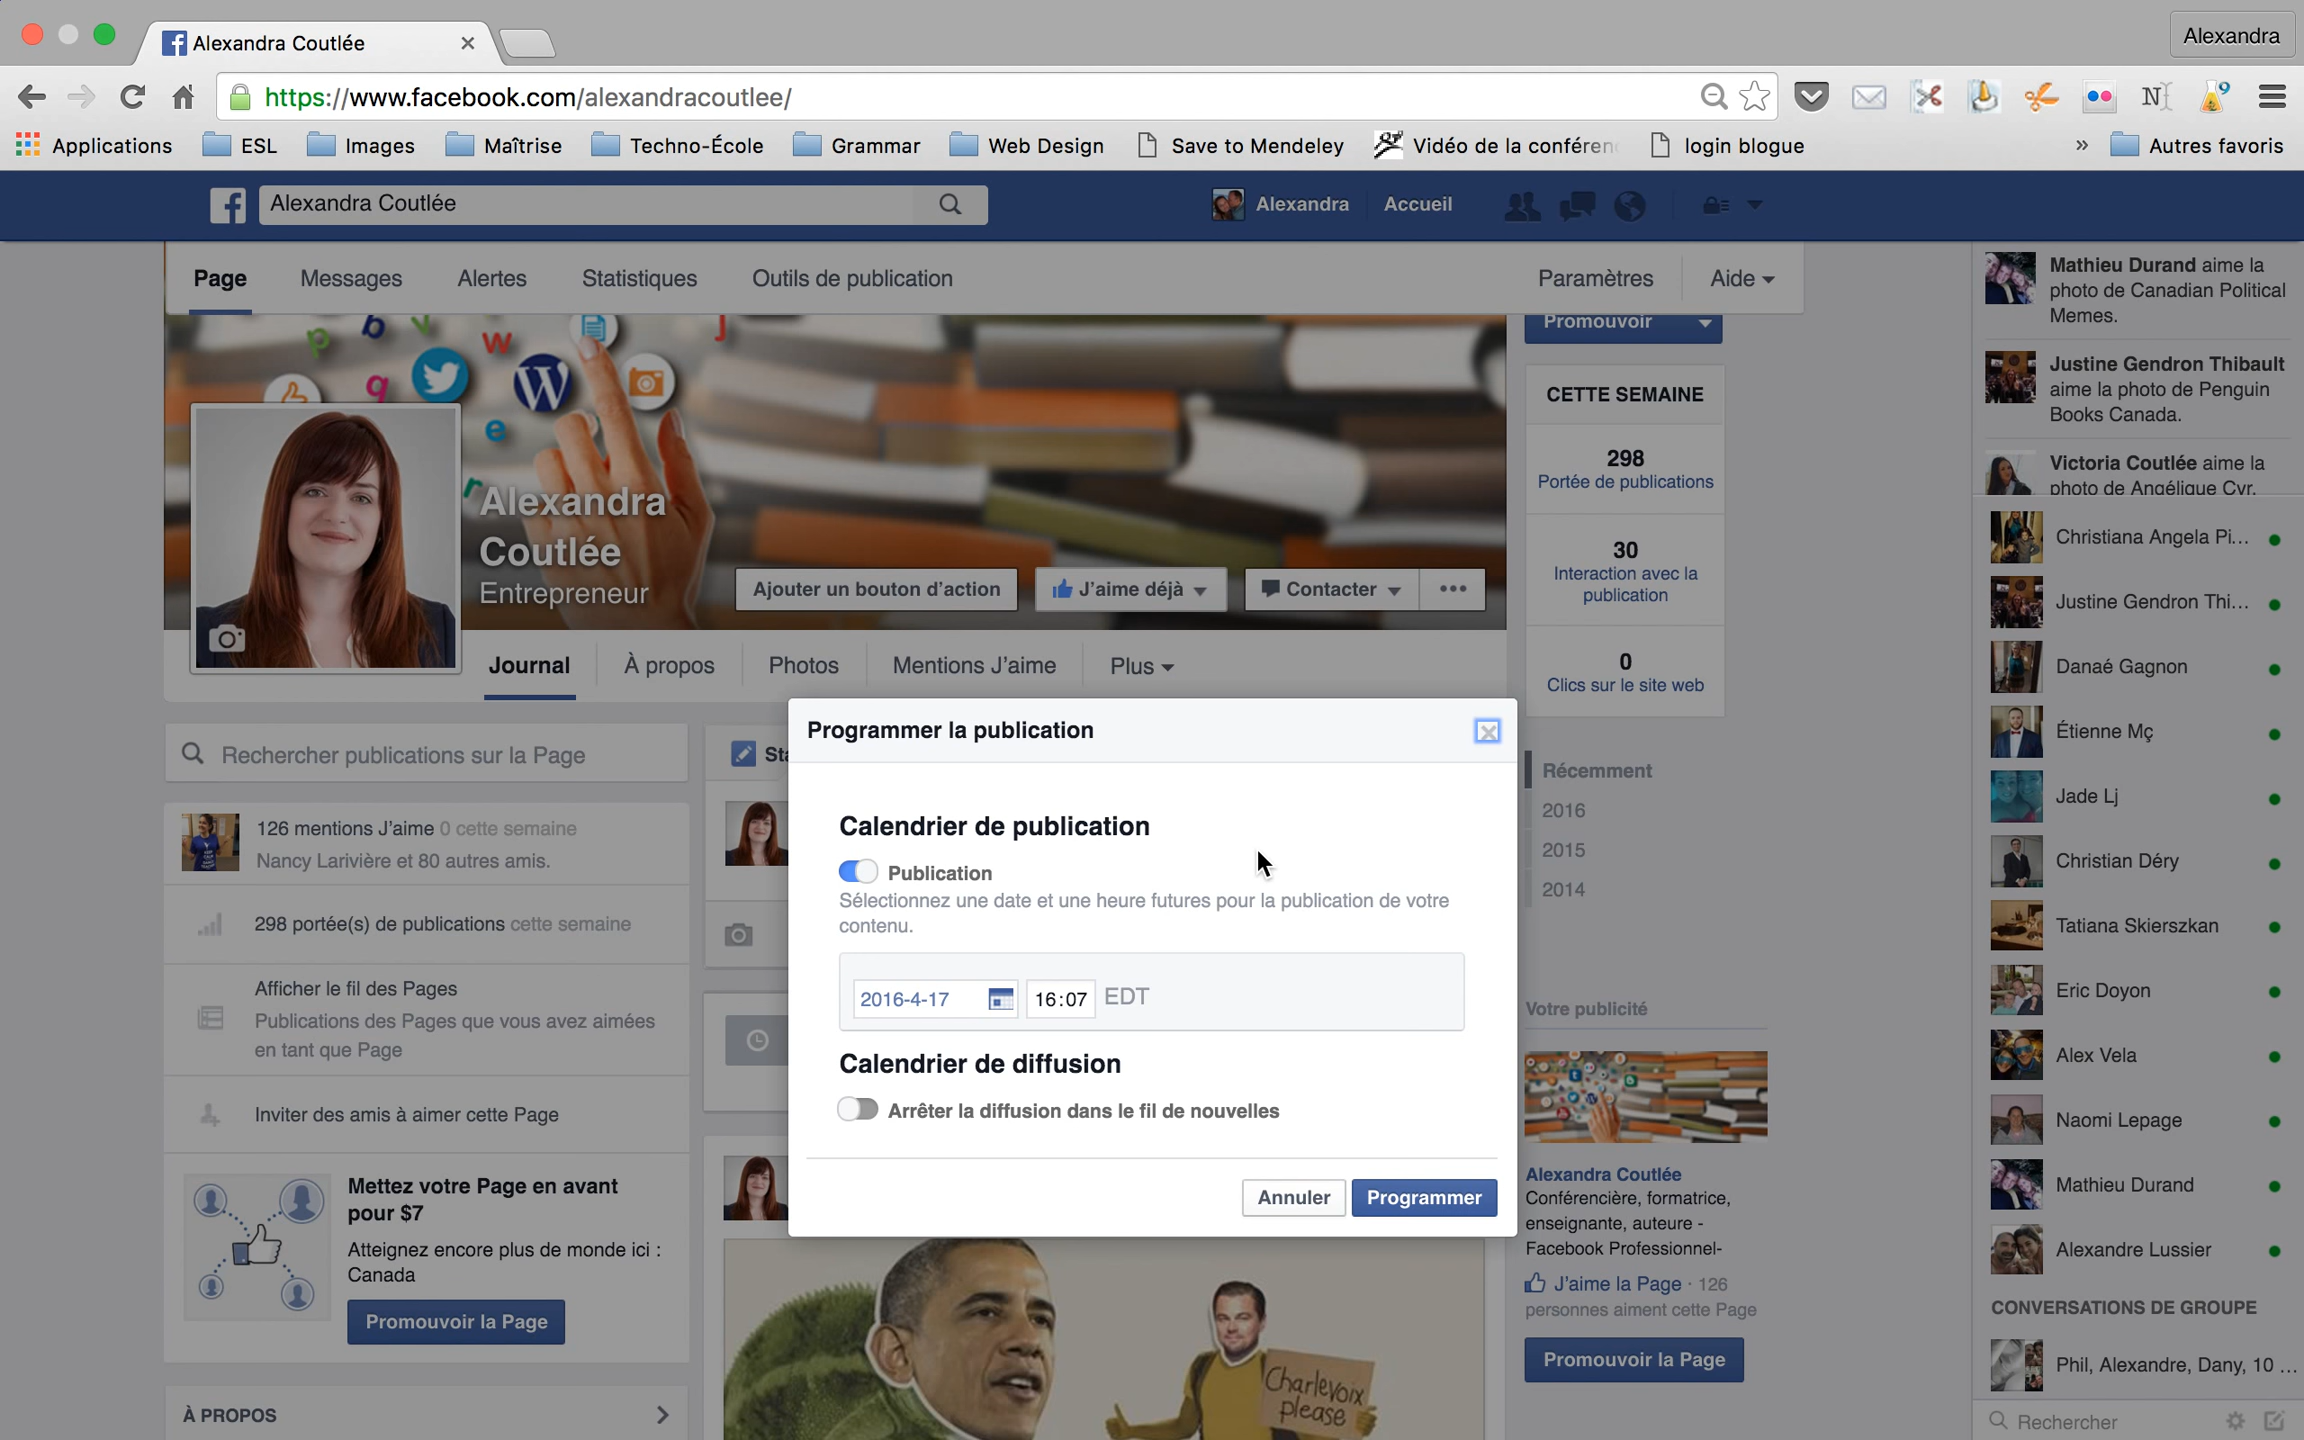 Alexandra Coutlée
Alexandra
https://www.facebook.com/alexandracoutlee/
Applications
ESL
Images
Maîtrise
Techno-École
Grammar
Web Design
Save to Mendeley
Vidéo de la conféren
login blogue
»
Autres favoris
Alexandra Coutlée
Alexandra
Accueil
Page
Messages
Alertes
Statistiques
Outils de publication
Paramètres
Aide
p b v w J
q
e
r
Alexandra
Coutlée
Entrepreneur
Ajouter un bouton d'action
J'aime déjà
Contacter
Journal
À propos
Photos
Mentions J'aime
Plus
Promouvoir
CETTE SEMAINE
298
Portée de publications
30
Interaction avec la
publication
0
Clics sur le site web
Récemment
2016
2015
2014
Rechercher publications sur la Page
126 mentions J'aime 0 cette semaine
Nancy Larivière et 80 autres amis.
298 portée(s) de publications cette semaine
Afficher le fil des Pages
Publications des Pages que vous avez aimées
en tant que Page
Inviter des amis à aimer cette Page
Mettez votre Page en avant
pour $7
Atteignez encore plus de monde ici :
Canada
Promouvoir la Page
À PROPOS
Sta
Programmer la publication
Calendrier de publication
Publication
Sélectionnez une date et une heure futures pour la publication de votre
contenu.
2016-4-17
16:07
EDT
Calendrier de diffusion
Arrêter la diffusion dans le fil de nouvelles
Annuler
Programmer
Charlevoix
please
Votre publicité
Alexandra Coutlée
Conférencière, formatrice,
enseignante, auteure -
Facebook Professionnel-
J'aime la Page · 126
personnes aiment cette Page
Promouvoir la Page
Mathieu Durand aime la
photo de Canadian Political
Memes.
Justine Gendron Thibault
aime la photo de Penguin
Books Canada.
Victoria Coutlée aime la
photo de Angélique Cyr.
Christiana Angela Pi...
Justine Gendron Thi...
Danaé Gagnon
Étienne Mç
Jade Lj
Christian Déry
Tatiana Skierszkan
Eric Doyon
Alex Vela
Naomi Lepage
Mathieu Durand
Alexandre Lussier
CONVERSATIONS DE GROUPE
Phil, Alexandre, Dany, 10 ...
Rechercher